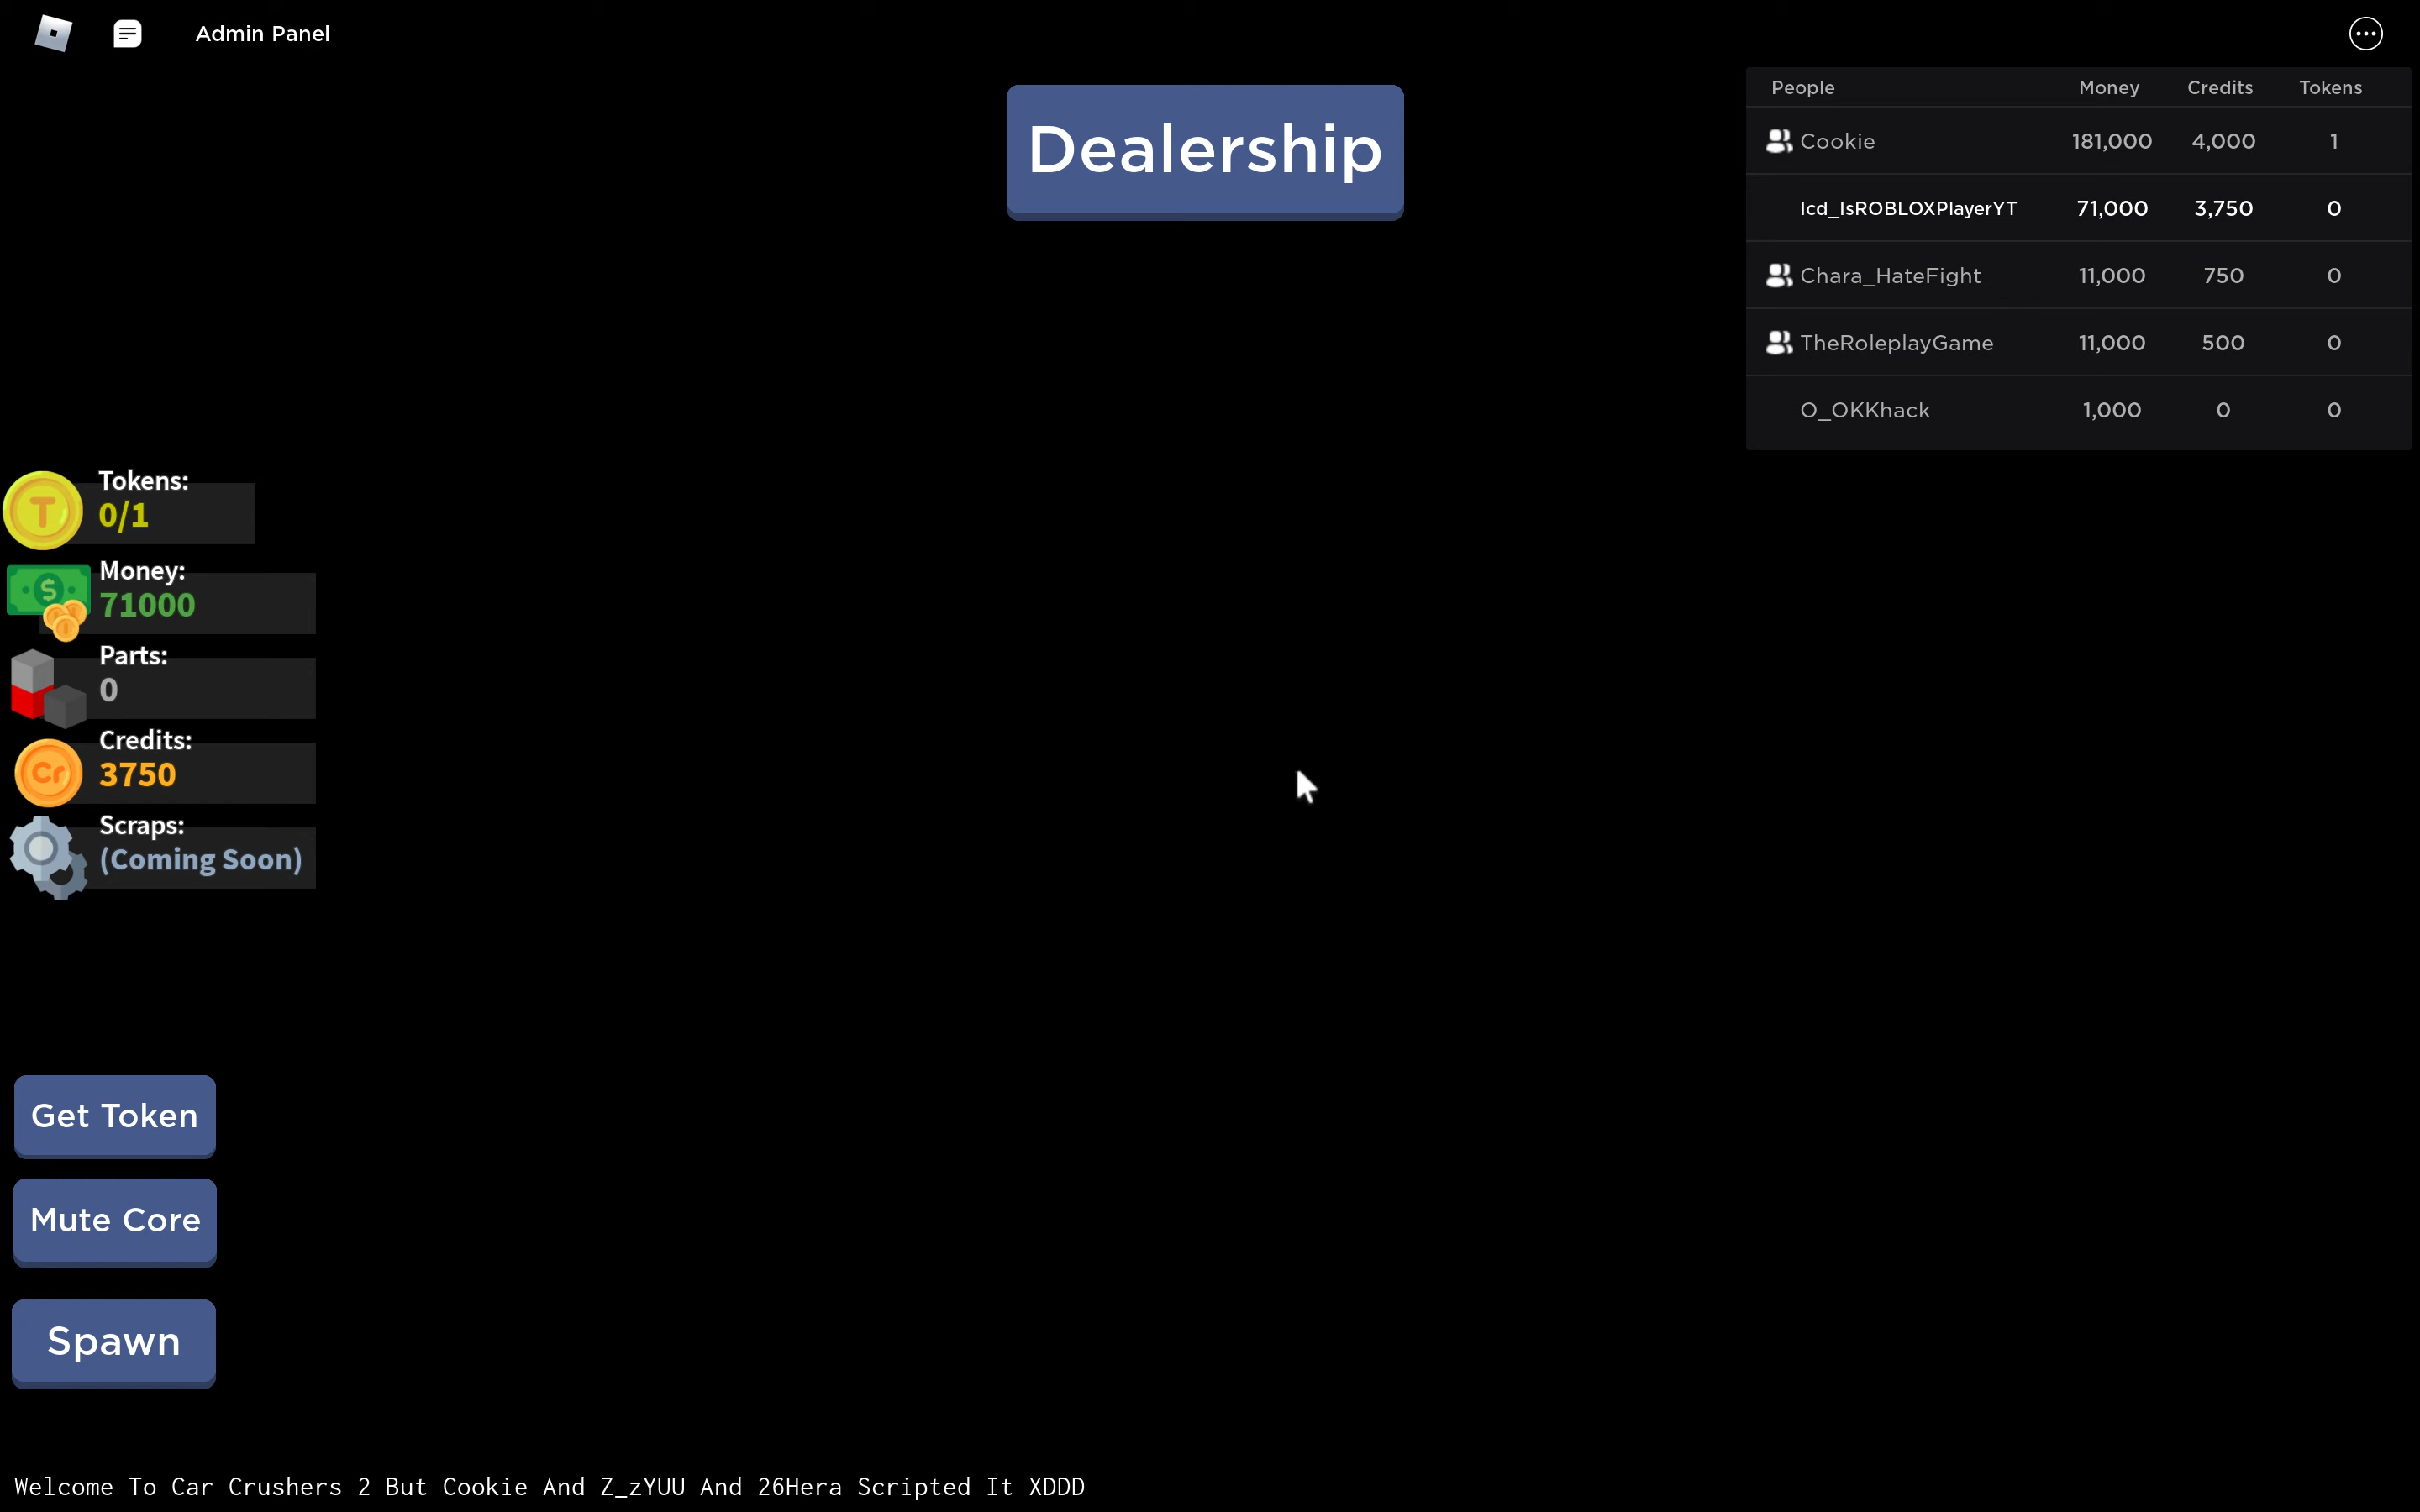 Admin Panel
Dealership
People Money Credits Tokens
Cookie 181,000 4,000 1
Icd_IsROBLOXPlayerYT 71,000 3,750 0
Chara_HateFight 11,000 750 0
TheRoleplayGame 11,000 500 0
O_OKKhack 1,000 0 0
T
Tokens:
0/1
$
Money:
71000
Parts:
0
Cr
Credits:
3750
Scraps:
(Coming Soon)
Get Token
Mute Core
Spawn
Welcome To Car Crushers 2 But Cookie And Z_zYUU And 26Hera Scripted It XDDD